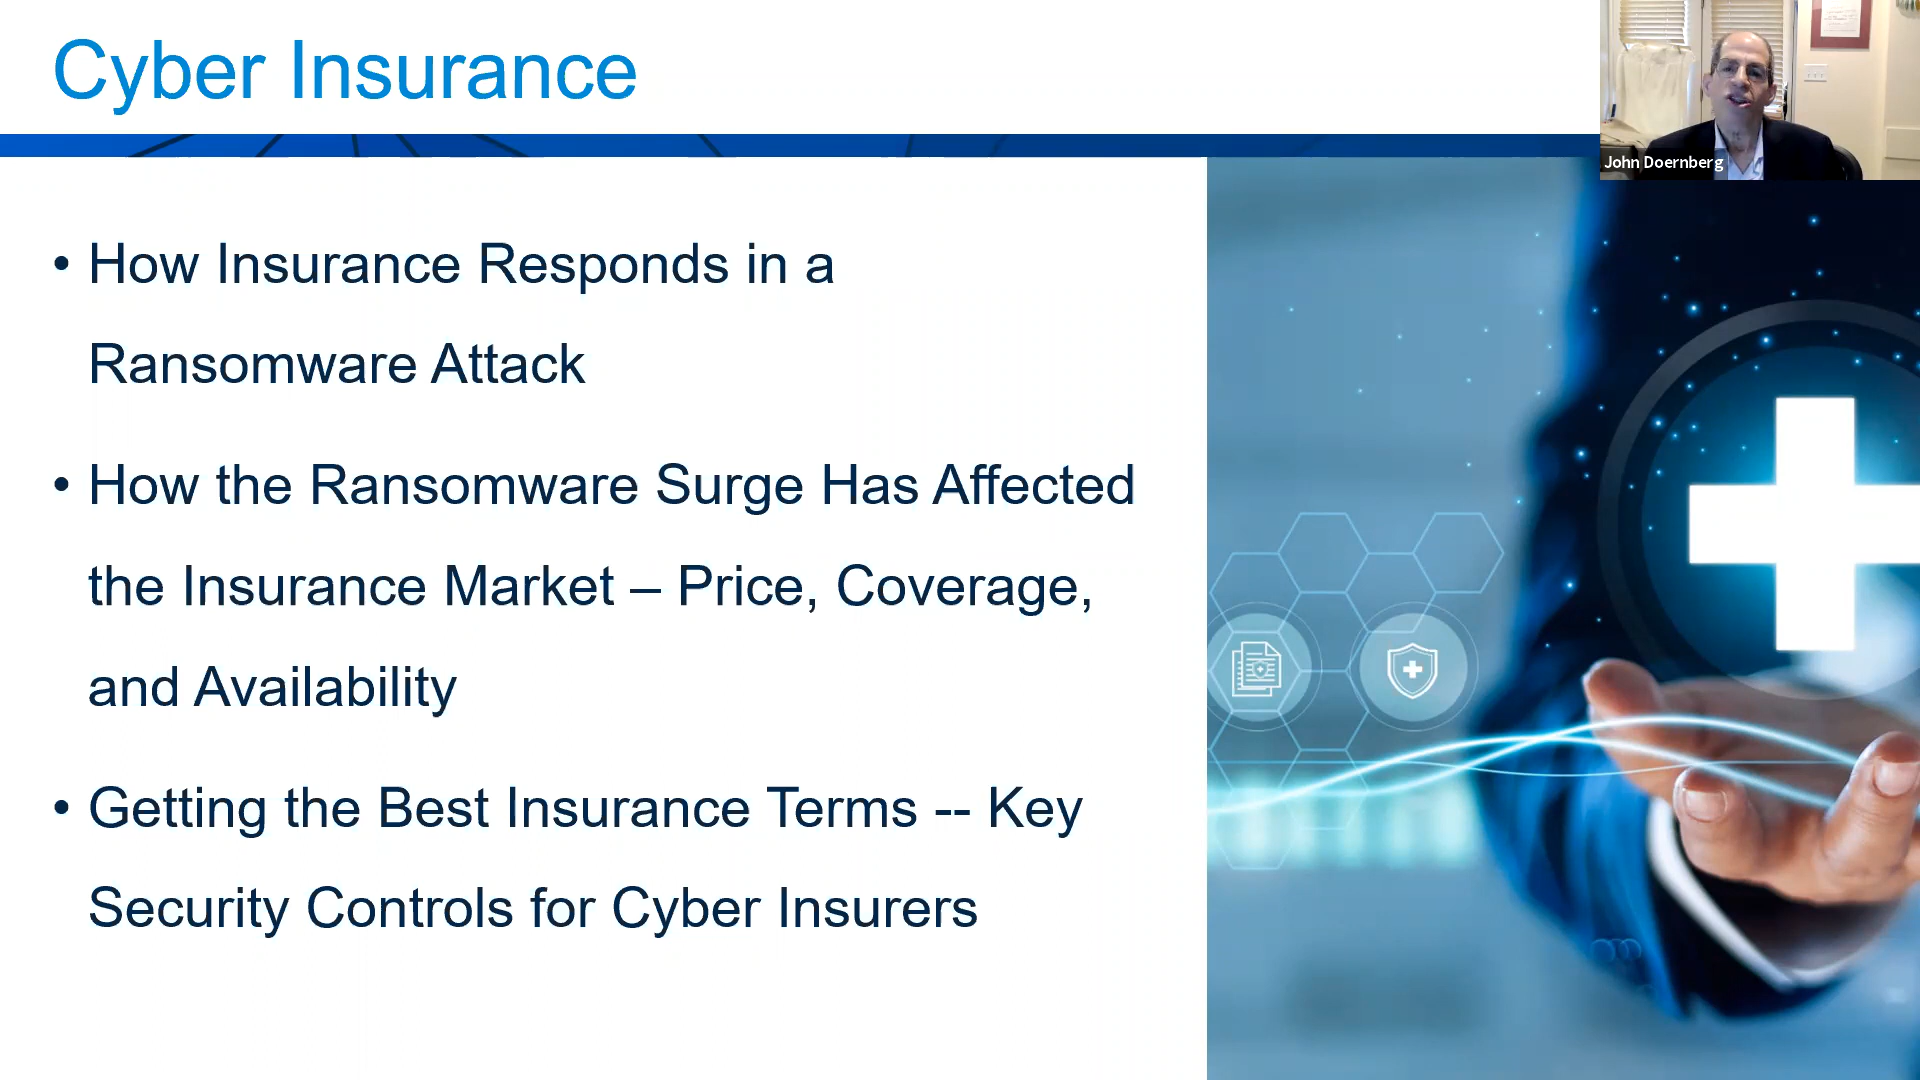 Cyber Insurance
John Doernberg
• How Insurance Responds in a
Ransomware Attack
• How the Ransomware Surge Has Affected
the Insurance Market – Price, Coverage,
and Availability
• Getting the Best Insurance Terms -- Key
Security Controls for Cyber Insurers